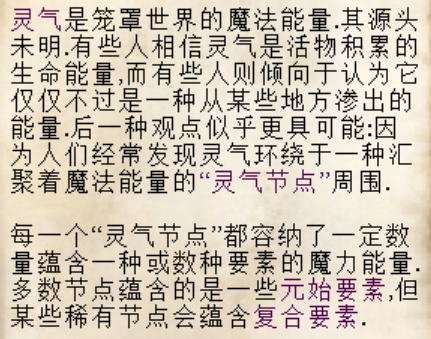 灵气是笼罩世界的魔法能量.其源头
未明.有些人相信灵气是活物积累的
生命能量,而有些人则倾向于认为它
仅仅不过是一种从某些地方渗出的
能量.后一种观点似乎更具可能:因
为人们经常发现灵气环绕于一种汇
聚着魔法能量的“灵气节点”周围.
每一个“灵气节点”都容纳了一定数
量蕴含一种或数种要素的魔力能量.
多数节点蕴含的是一些元始要素,但
某些稀有节点会蕴含复合要素.